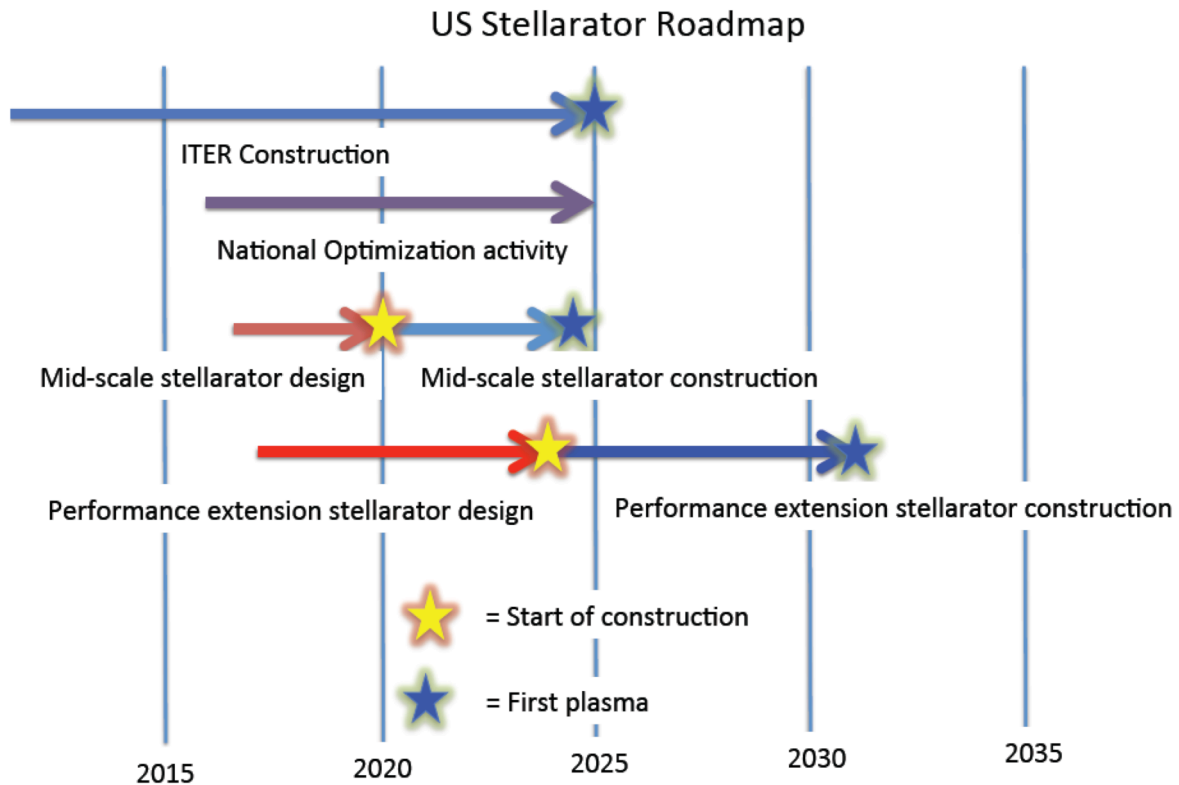 US Stellarator Roadmap
ITER Construction
National Optimization activity
Mid-scale stellarator design
Mid-scale stellarator construction
Performance extension stellarator design
Performance extension stellarator construction
= Start of construction
= First plasma
2015
2020
2025
2030
2035